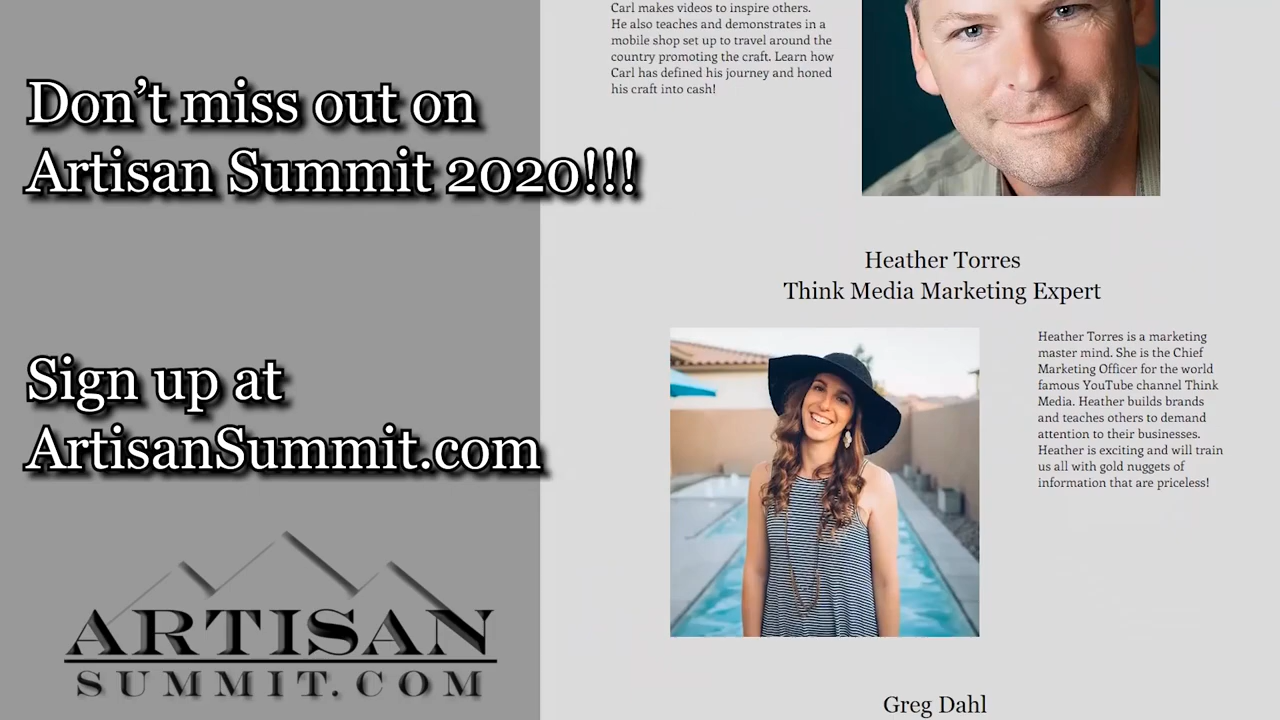 Don't miss out on
Artisan Summit 2020!!!
Sign up at
ArtisanSummit.com
ARTISAN
SUMMIT.COM
Carl makes videos to inspire others.
He also teaches and demonstrates in a
mobile shop set up to travel around the
country promoting the craft. Learn how
Carl has defined his journey and honed
his craft into cash!
Heather Torres
Think Media Marketing Expert
Heather Torres is a marketing
master mind. She is the Chief
Marketing Officer for the world
famous YouTube channel Think
Media. Heather builds brands
and teaches others to demand
attention to their businesses.
Heather is exciting and will train
us all with gold nuggets of
information that are priceless!
Greg Dahl